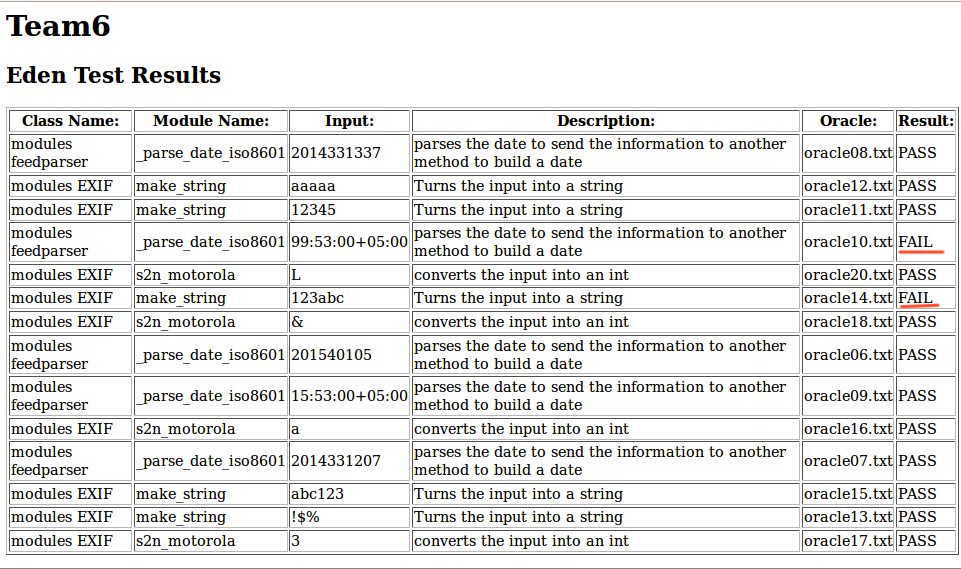 Team6
Eden Test Results
Class Name: Module Name: Input: Description: Oracle: Result:
modules feedparser _parse_date_iso8601 2014331337 parses the date to send the information to another method to build a date oracle08.txt PASS
modules EXIF make_string aaaaa Turns the input into a string oracle12.txt PASS
modules EXIF make_string 12345 Turns the input into a string oracle11.txt PASS
modules feedparser _parse_date_iso8601 99:53:00+05:00 parses the date to send the information to another method to build a date oracle10.txt FAIL
modules EXIF s2n_motorola L converts the input into an int oracle20.txt PASS
modules EXIF make_string 123abc Turns the input into a string oracle14.txt FAIL
modules EXIF s2n_motorola & converts the input into an int oracle18.txt PASS
modules feedparser _parse_date_iso8601 201540105 parses the date to send the information to another method to build a date oracle06.txt PASS
modules feedparser _parse_date_iso8601 15:53:00+05:00 parses the date to send the information to another method to build a date oracle09.txt PASS
modules EXIF s2n_motorola a converts the input into an int oracle16.txt PASS
modules feedparser _parse_date_iso8601 2014331207 parses the date to send the information to another method to build a date oracle07.txt PASS
modules EXIF make_string abc123 Turns the input into a string oracle15.txt PASS
modules EXIF make_string !$% Turns the input into a string oracle13.txt PASS
modules EXIF s2n_motorola 3 converts the input into an int oracle17.txt PASS